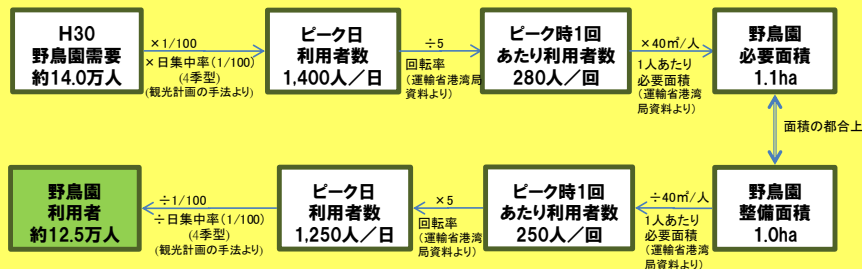 H30
野鳥園需要
約14.0万人
×1/100
×日集中率(1/100)
(4季型)
(観光計画の手法より)
ピーク日
利用者数
1,400人／日
÷5
回転率
（運輸省港湾局
資料より）
ピーク時1回
あたり利用者数
280人／回
×40㎡/人
1人あたり
必要面積
（運輸省港湾
局資料より）
野鳥園
必要面積
1.1ha
面積の都合上
野鳥園
利用者
約12.5万人
÷1/100
÷日集中率(1/100)
(4季型)
(観光計画の手法より)
ピーク日
利用者数
1,250人／日
×5
回転率
（運輸省港湾局
資料より）
ピーク時1回
あたり利用者数
250人／回
÷40㎡/人
1人あたり
必要面積
（運輸省港湾
局資料より）
野鳥園
整備面積
1.0ha